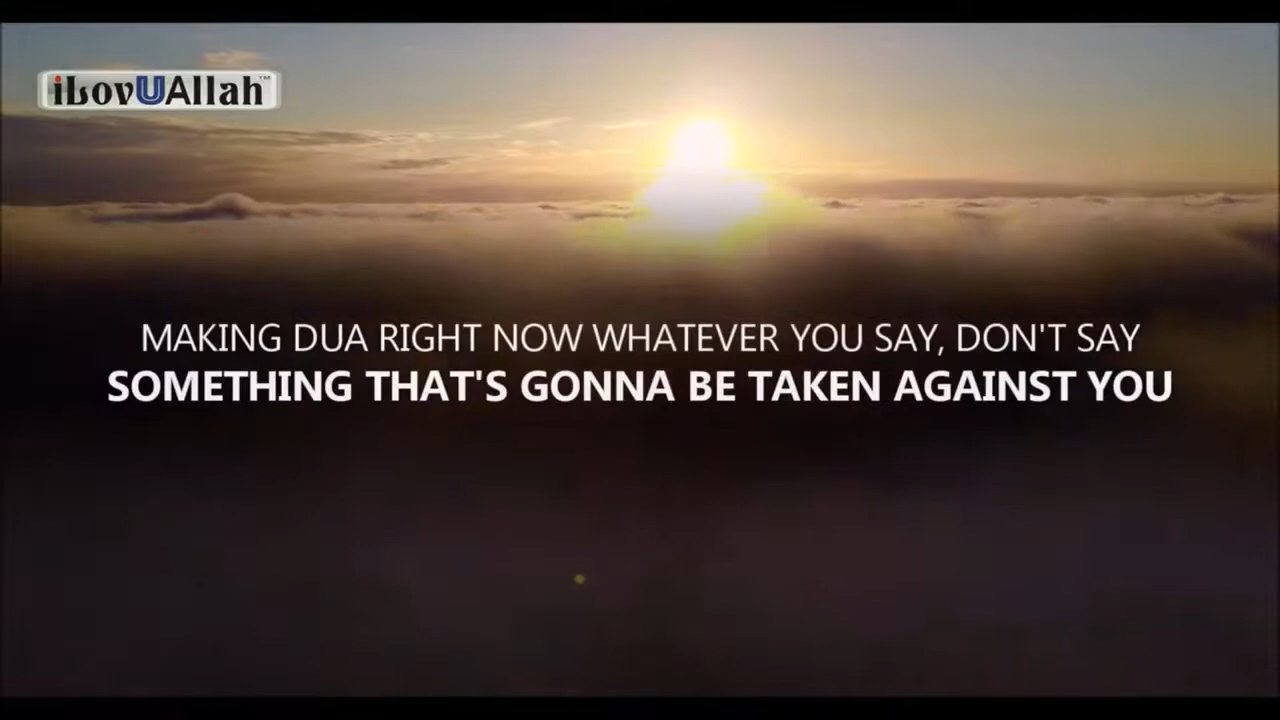 iLovUAllah™
MAKING DUA RIGHT NOW WHATEVER YOU SAY, DON'T SAY
SOMETHING THAT'S GONNA BE TAKEN AGAINST YOU